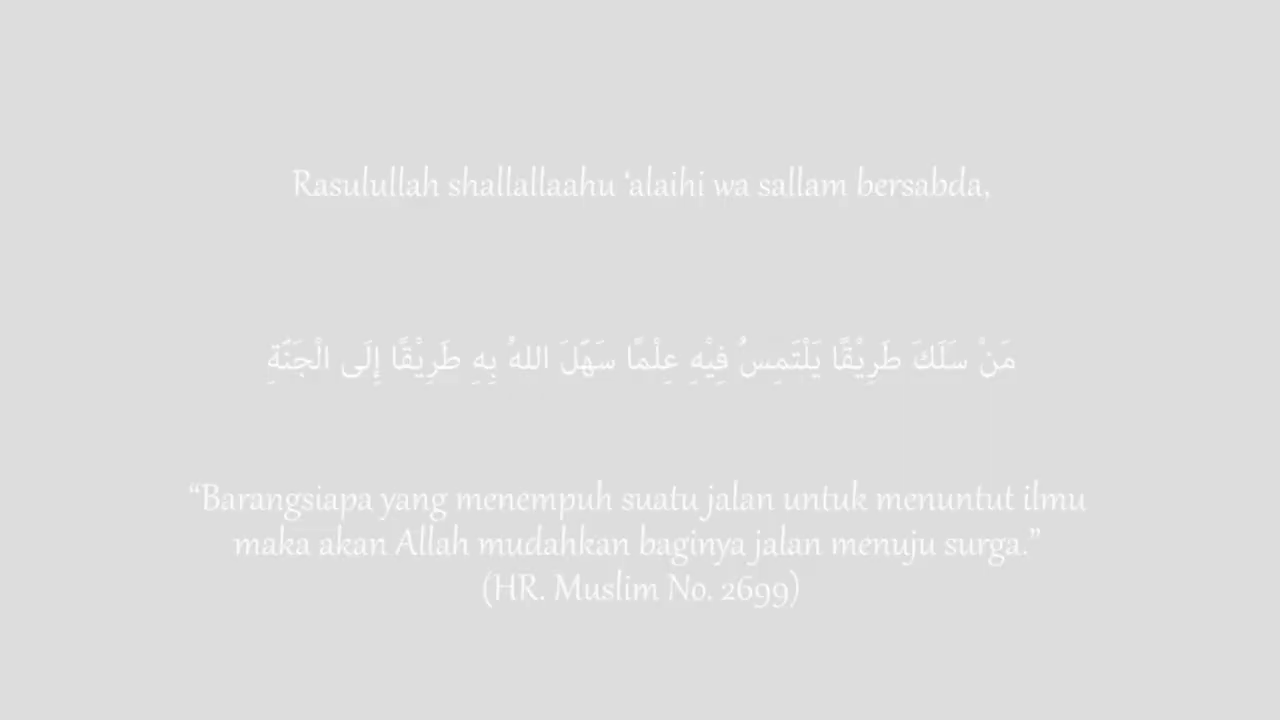 Rasulullah shallallaahu ‘alaihi wa sallam bersabda,
مَنْ سَلَكَ طَرِيْقًا يَلْتَمِسُ فِيْهِ عِلْمًا سَهَّلَ اللهُ بِهِ طَرِيْقًا إِلَى الْجَنَّةِ
“Barangsiapa yang menempuh suatu jalan untuk menuntut ilmu
maka akan Allah mudahkan baginya jalan menuju surga.”
(HR. Muslim No. 2699)